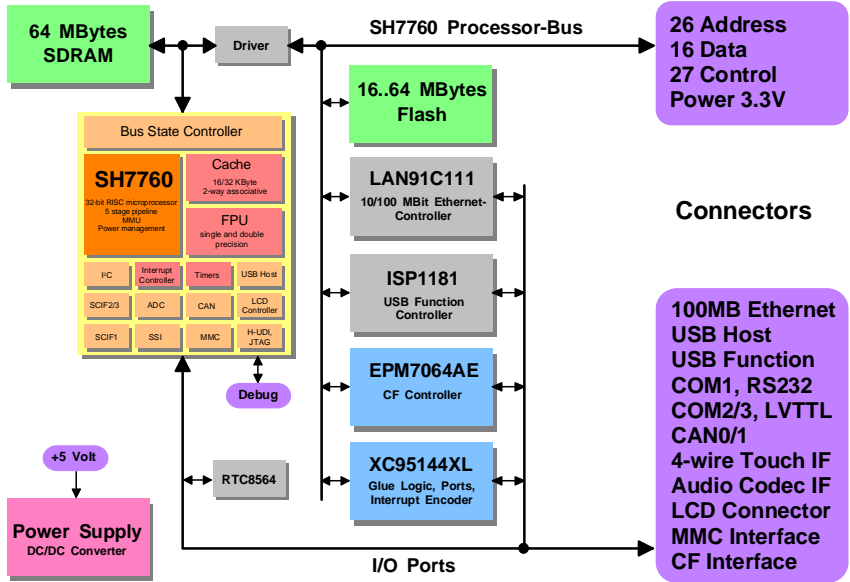 64 MBytes
SDRAM
Driver
SH7760 Processor-Bus
26 Address
16 Data
27 Control
Power 3.3V
16..64 MBytes
Flash
Bus State Controller
SH7760
32-bit RISC microprocessor
5 stage pipeline
MMU
Power management
Cache
16/32 KByte
2-way associative
FPU
single and double
precision
I²C
Interrupt
Controller
Timers
USB Host
SCIF2/3
ADC
CAN
LCD
Controller
SCIF1
SSI
MMC
H-UDI,
JTAG
Debug
LAN91C111
10/100 MBit Ethernet-
Controller
ISP1181
USB Function
Controller
EPM7064AE
CF Controller
XC95144XL
Glue Logic, Ports,
Interrupt Encoder
Connectors
100MB Ethernet
USB Host
USB Function
COM1, RS232
COM2/3, LVTTL
CAN0/1
4-wire Touch IF
Audio Codec IF
LCD Connector
MMC Interface
CF Interface
+5 Volt
RTC8564
Power Supply
DC/DC Converter
I/O Ports